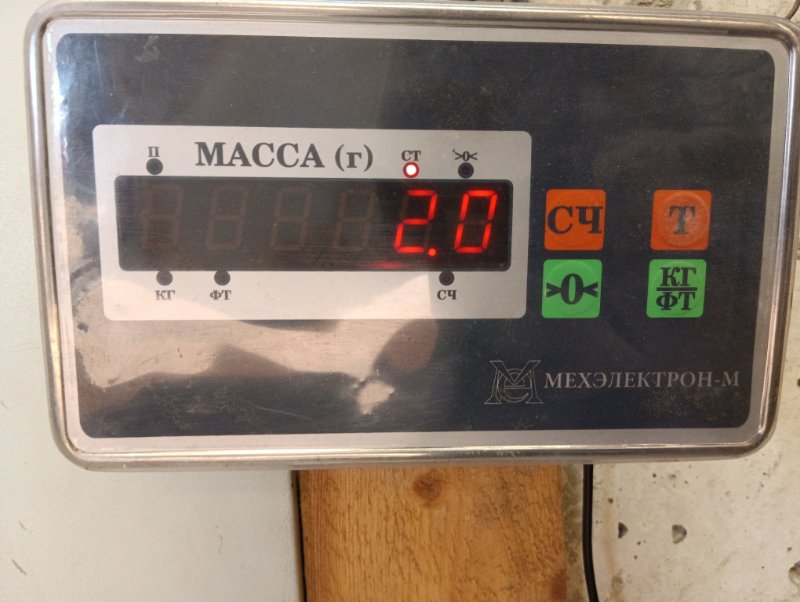 П МАССА (г) СТ >0<
2.0
КГ ФТ СЧ
СЧ Т
>0< КГ/ФТ
МЕХЭЛЕКТРОН-М